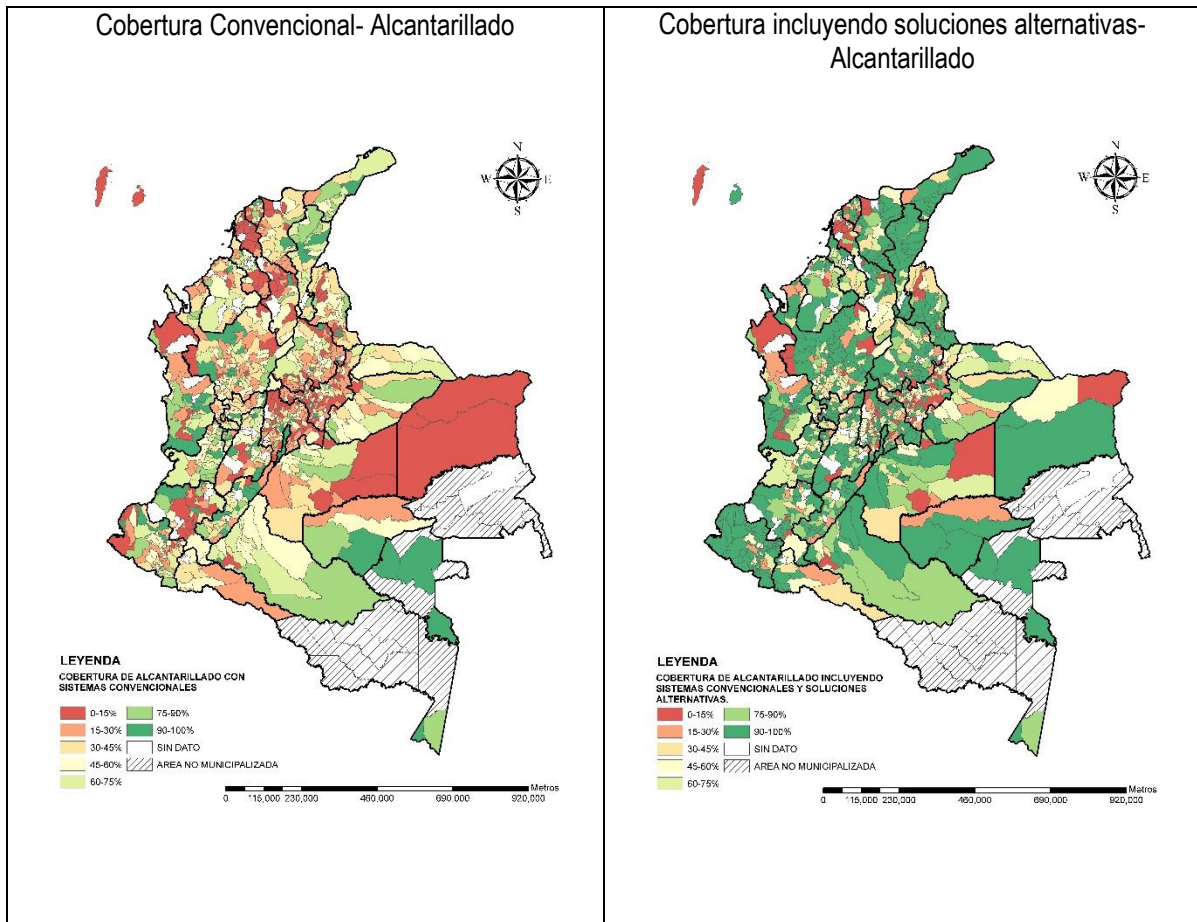 Cobertura Convencional- Alcantarillado
N
W E
S
LEYENDA
COBERTURA DE ALCANTARILLADO CON
SISTEMAS CONVENCIONALES
0-15% 75-90%
15-30% 90-100%
30-45% SIN DATO
45-60% AREA NO MUNICIPALIZADA
60-75%
Metros
0 115,000 230,000 460,000 690,000 920,000
Cobertura incluyendo soluciones alternativas-
Alcantarillado
N
W E
S
LEYENDA
COBERTURA DE ALCANTARILLADO INCLUYENDO
SISTEMAS CONVENCIONALES Y SOLUCIONES
ALTERNATIVAS.
0-15% 75-90%
15-30% 90-100%
30-45% SIN DATO
45-60% AREA NO MUNICIPALIZADA
60-75%
Metros
0 115,000 230,000 460,000 690,000 920,000